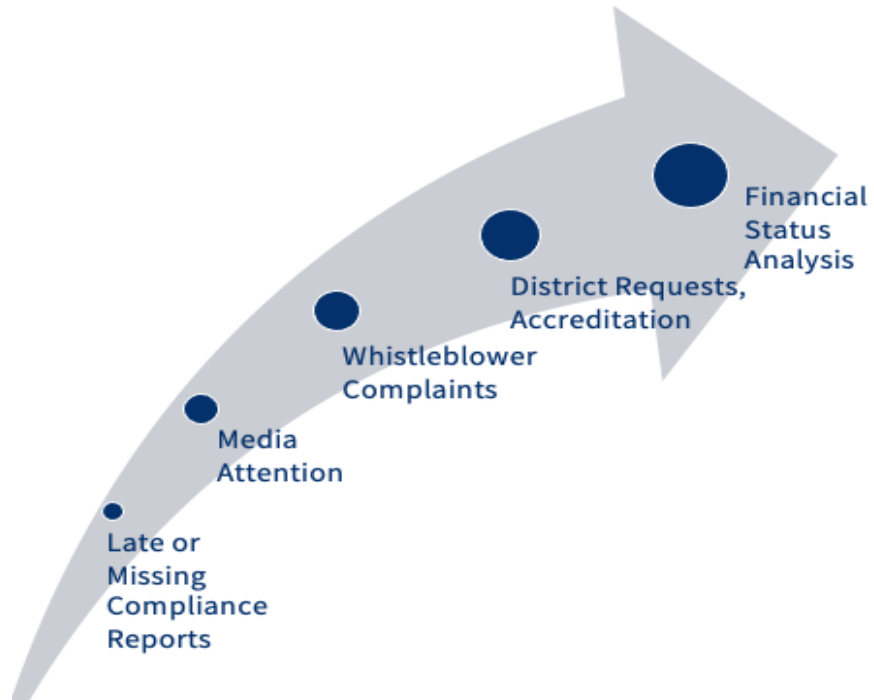 Financial
Status
Analysis
District Requests,
Accreditation
Whistleblower
Complaints
Media
Attention
Late or
Missing
Compliance
Reports